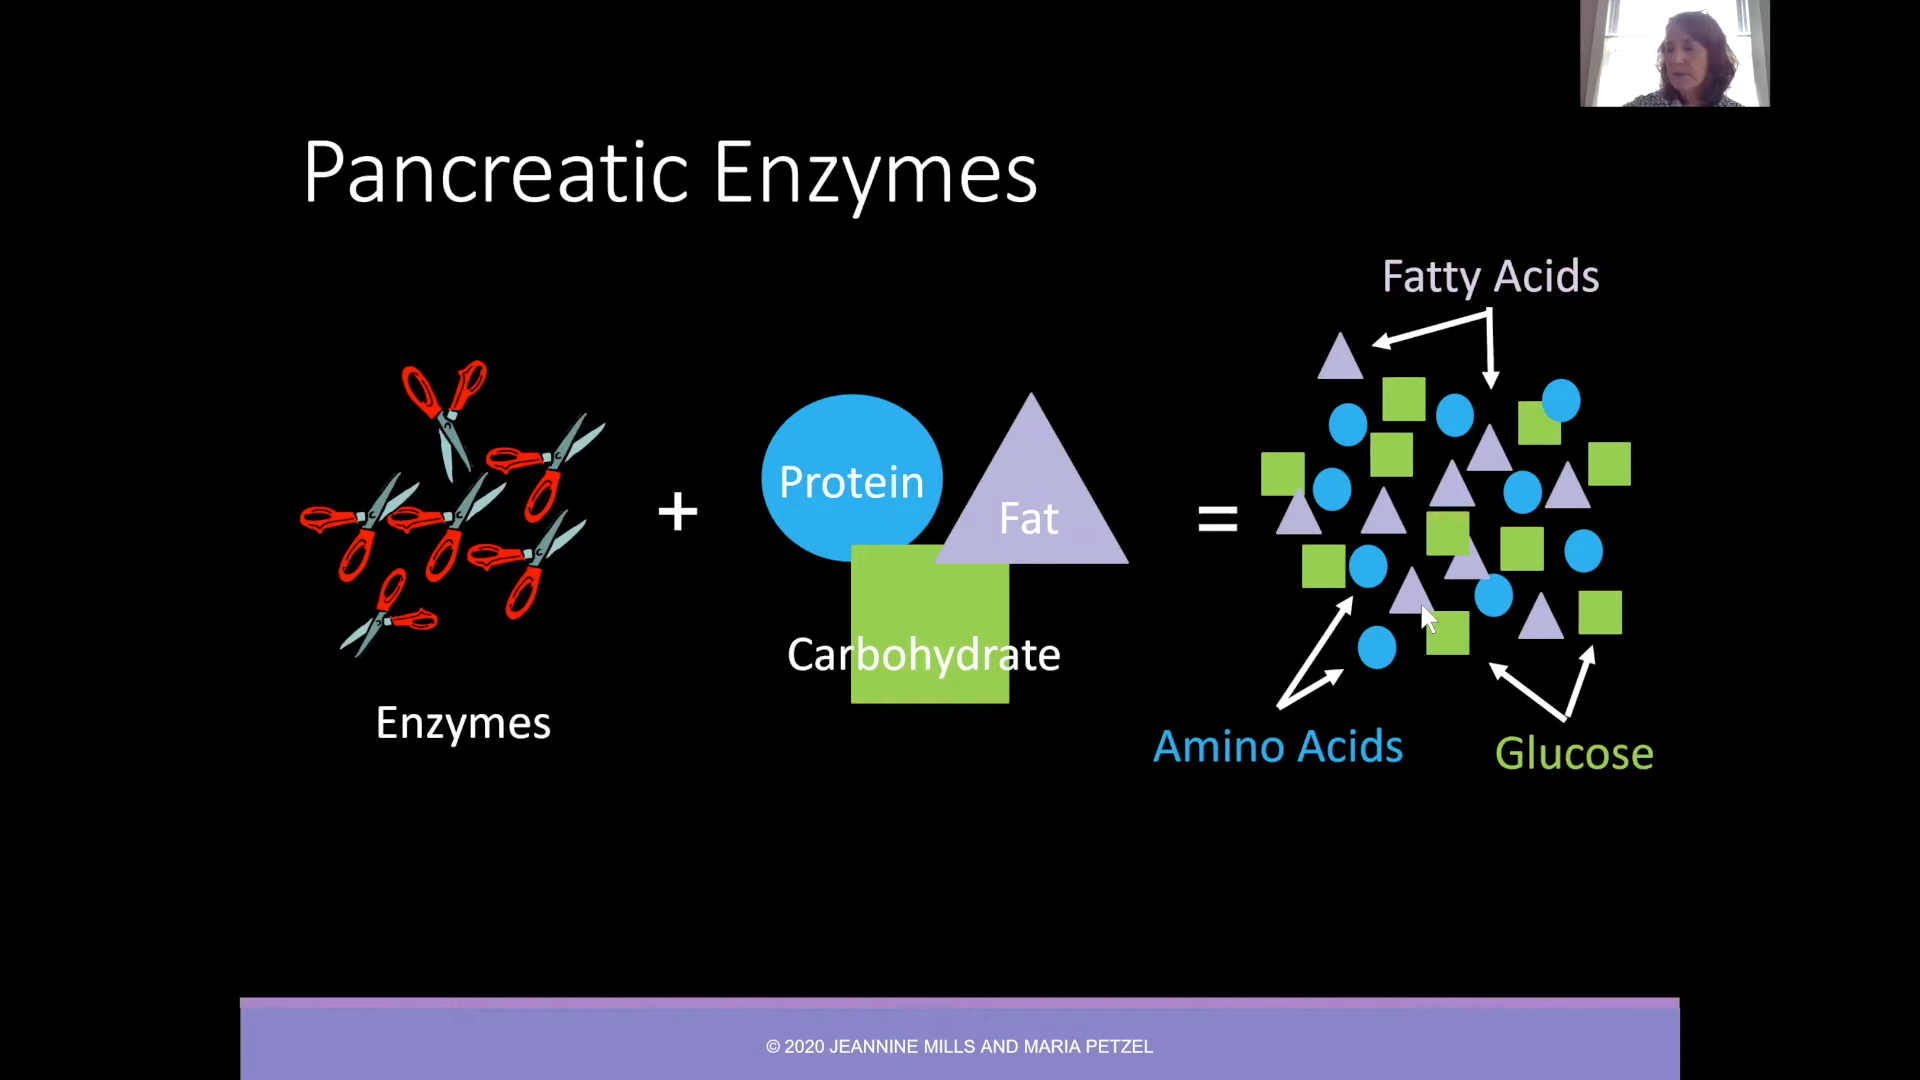 Pancreatic Enzymes
Fatty Acids
Protein
Fat
+
=
Carbohydrate
Enzymes
Amino Acids
Glucose
© 2020 JEANNINE MILLS AND MARIA PETZEL